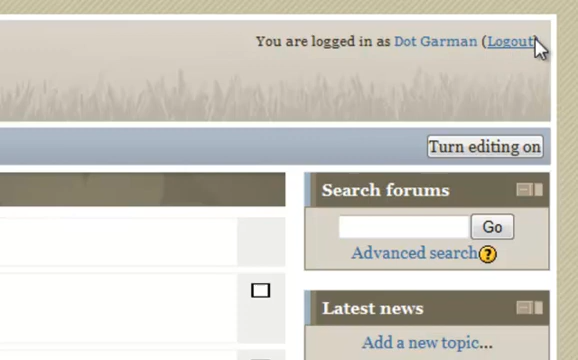 You are logged in as Dot Garman (Logout)
Turn editing on
Search forums
Go
Advanced search?
Latest news
Add a new topic...